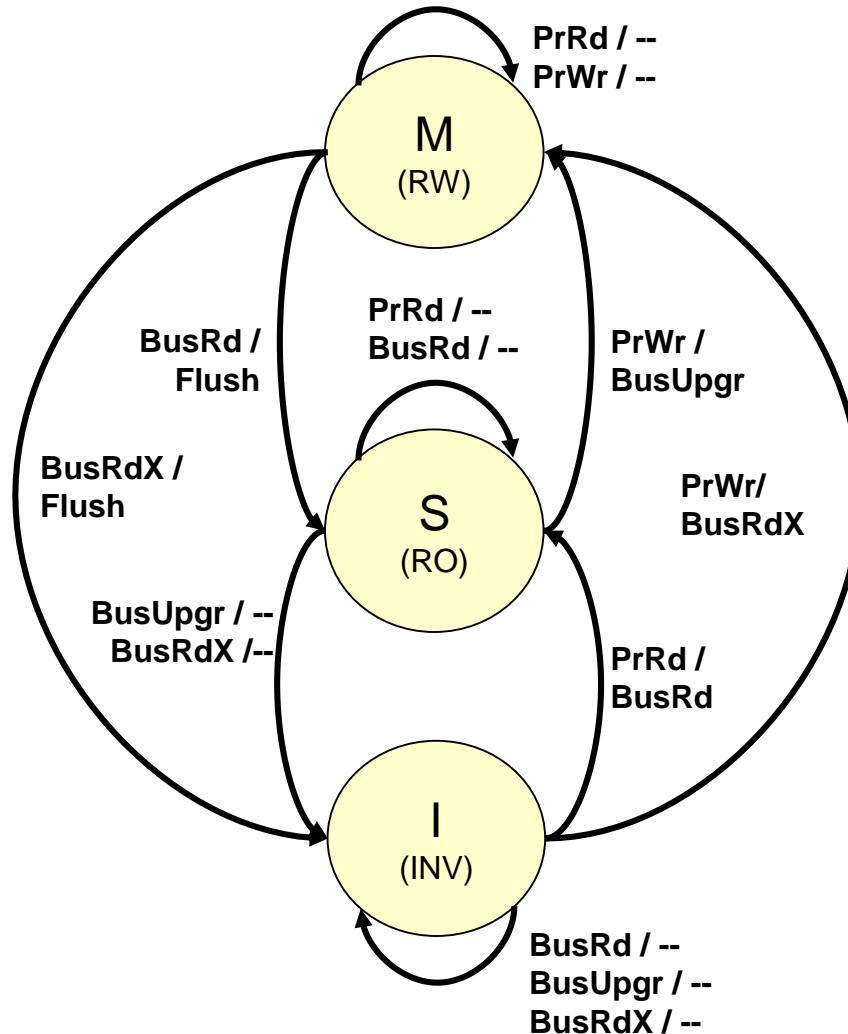 PrRd / --
PrWr / --
M
(RW)
PrRd / --
BusRd / --
BusRd /
Flush
PrWr /
BusUpgr
BusRdX /
Flush
PrWr/
BusRdX
S
(RO)
BusUpgr / --
BusRdX /--
PrRd /
BusRd
I
(INV)
BusRd / --
BusUpgr / --
BusRdX / --